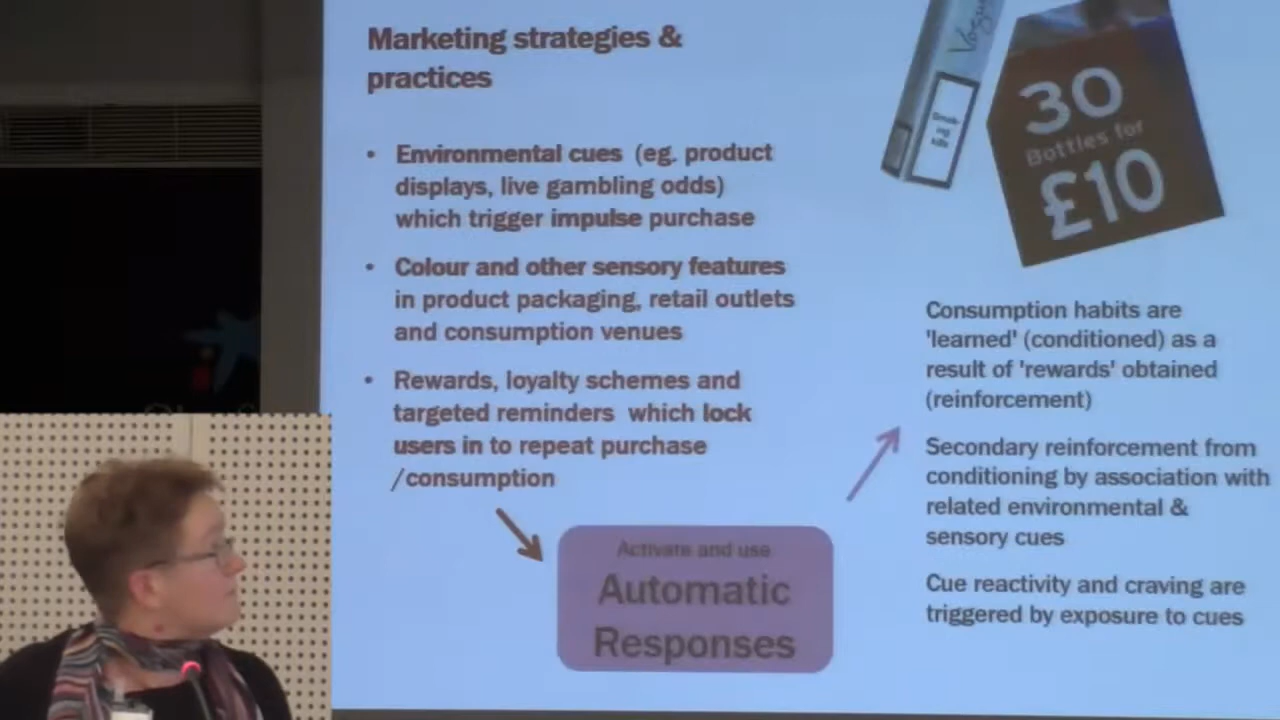 Marketing strategies &
practices
• Environmental cues (eg. product
displays, live gambling odds)
which trigger impulse purchase
• Colour and other sensory features
in product packaging, retail outlets
and consumption venues
• Rewards, loyalty schemes and
targeted reminders which lock
users in to repeat purchase
/consumption
Activate and use
Automatic
Responses
Vogue
Smok-
ing
kills
30
Bottles for
£10
Consumption habits are
'learned' (conditioned) as a
result of 'rewards' obtained
(reinforcement)
Secondary reinforcement from
conditioning by association with
related environmental &
sensory cues
Cue reactivity and craving are
triggered by exposure to cues